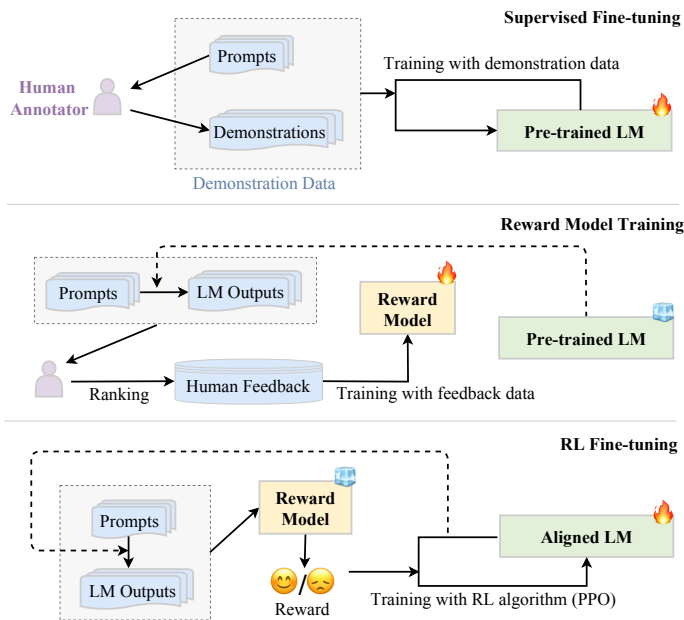 Supervised Fine-tuning
Prompts
Training with demonstration data
Human
Annotator
Demonstrations
Pre-trained LM
Demonstration Data
Reward Model Training
Prompts
LM Outputs
Reward
Model
Pre-trained LM
Ranking
Human Feedback
Training with feedback data
RL Fine-tuning
Prompts
Reward
Model
Aligned LM
LM Outputs
/
Reward
Training with RL algorithm (PPO)